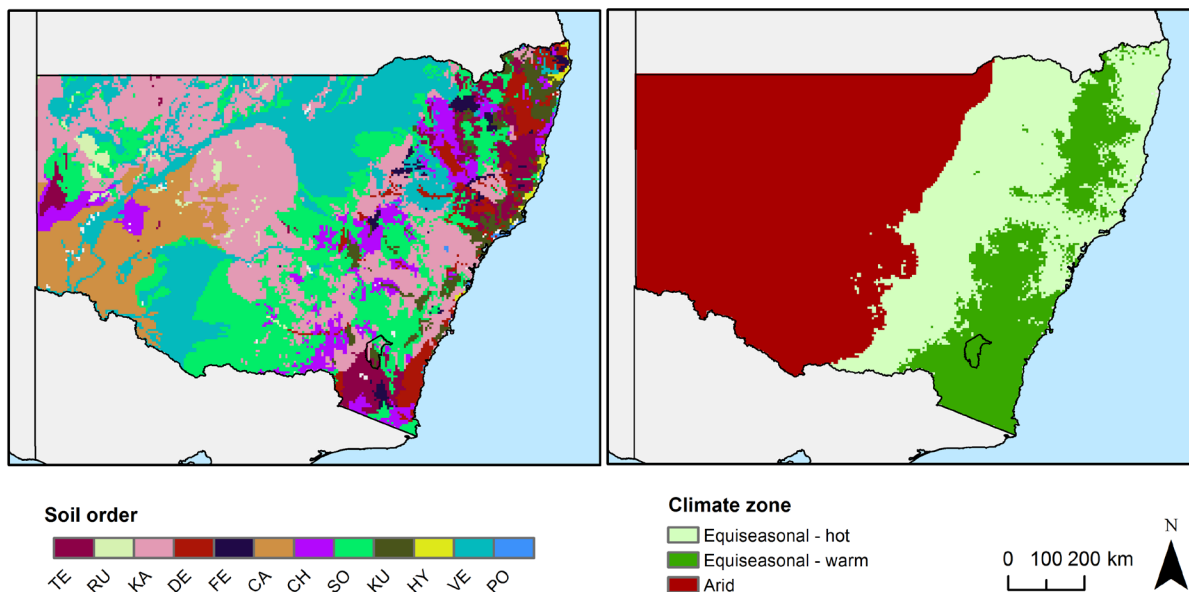 Soil order
TE RU KA DE FE CA CH SO KU HY VE PO
Climate zone
Equiseasonal - hot
Equiseasonal - warm
Arid
0 100 200 km
N